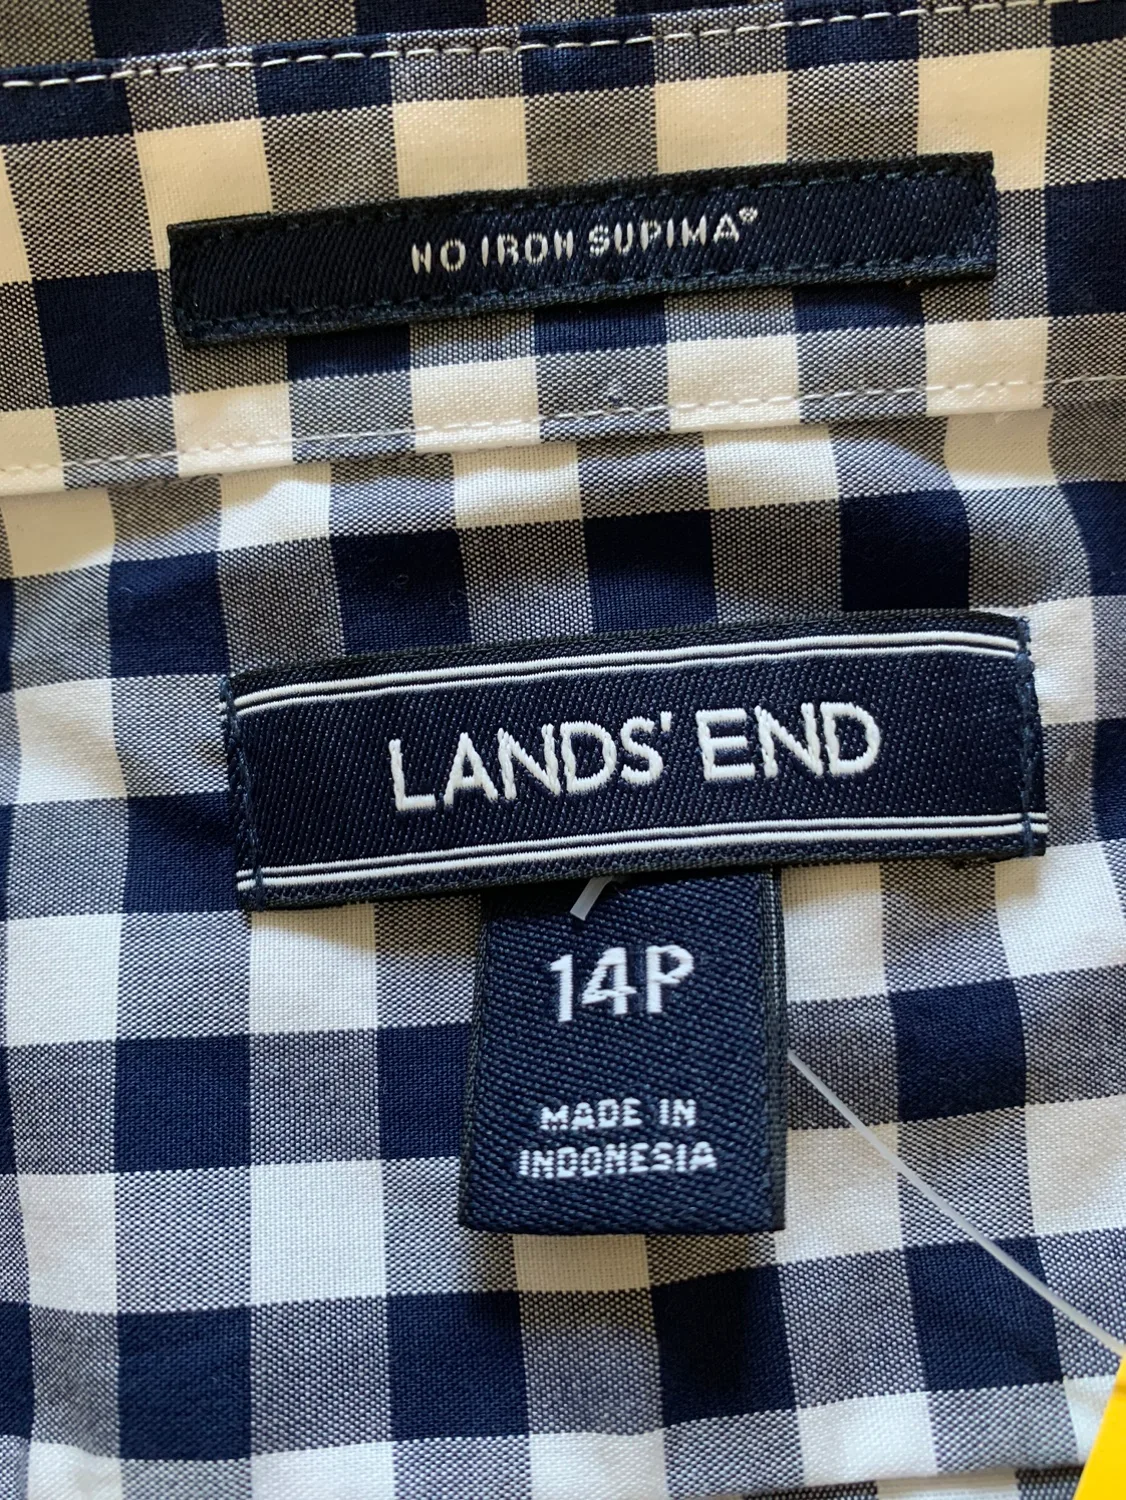 NO IRON SUPIMA®
LANDS' END
14P
MADE IN
INDONESIA